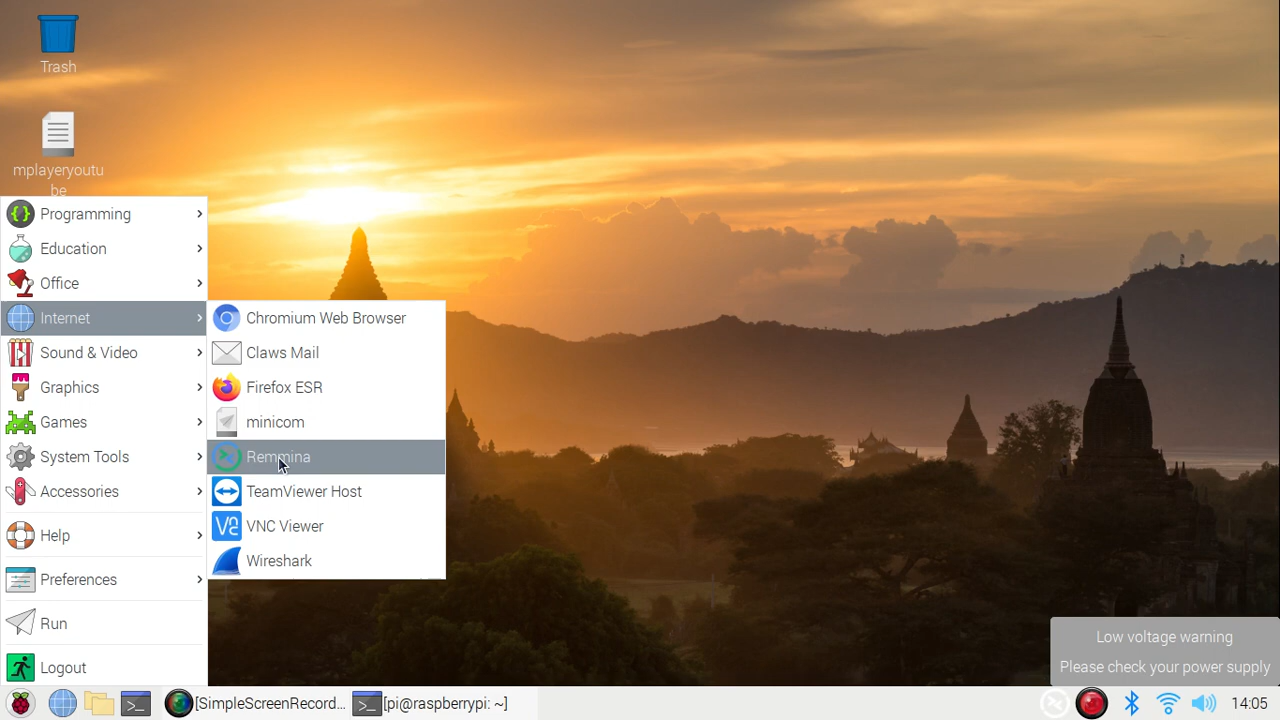 Trash
mplayeryoutu
be
Programming
Education
Office
Internet
Sound & Video
Graphics
Games
System Tools
Accessories
Help
Preferences
Run
Logout
Chromium Web Browser
Claws Mail
Firefox ESR
minicom
Remmina
TeamViewer Host
VNC Viewer
Wireshark
Low voltage warning
Please check your power supply
[SimpleScreenRecord...
[pi@raspberrypi: ~]
14:05